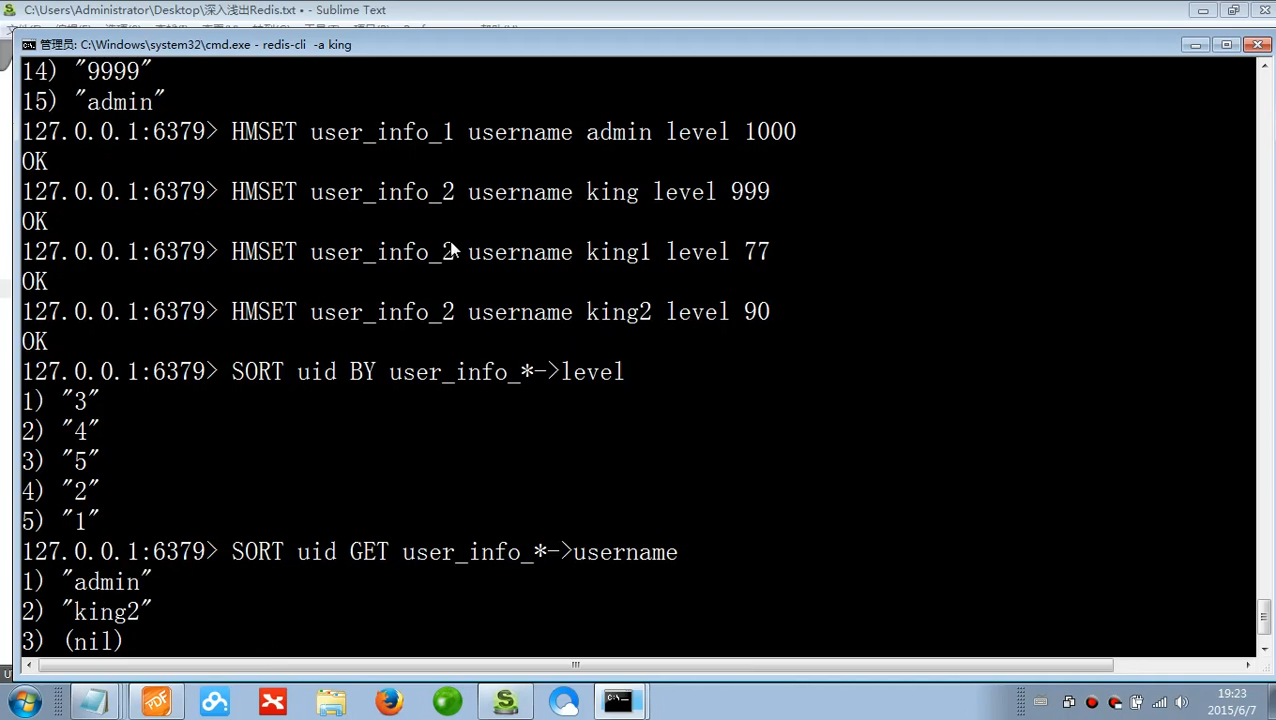 C:\Users\Administrator\Desktop\深入浅出Redis.txt • - Sublime Text
管理员: C:\Windows\system32\cmd.exe - redis-cli -a king
14) "9999"
15) "admin"
127.0.0.1:6379> HMSET user_info_1 username admin level 1000
OK
127.0.0.1:6379> HMSET user_info_2 username king level 999
OK
127.0.0.1:6379> HMSET user_info_2 username king1 level 77
OK
127.0.0.1:6379> HMSET user_info_2 username king2 level 90
OK
127.0.0.1:6379> SORT uid BY user_info_*->level
1) "3"
2) "4"
3) "5"
4) "2"
5) "1"
127.0.0.1:6379> SORT uid GET user_info_*->username
1) "admin"
2) "king2"
3) (nil)
19:23
2015/6/7